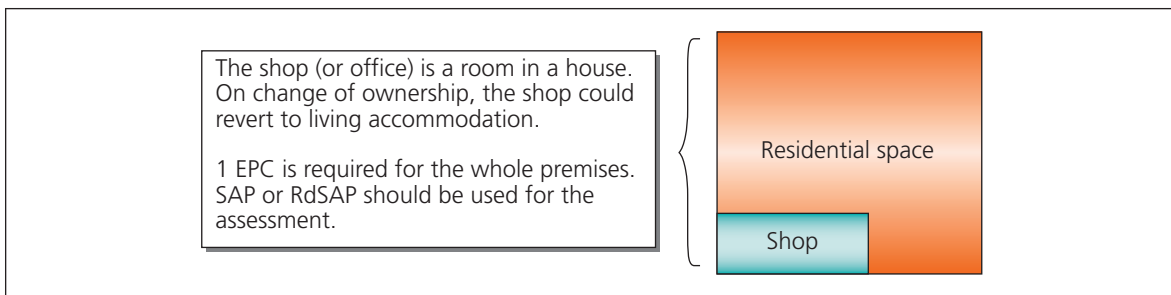 The shop (or office) is a room in a house.
On change of ownership, the shop could
revert to living accommodation.
1 EPC is required for the whole premises.
SAP or RdSAP should be used for the
assessment.
Residential space
Shop